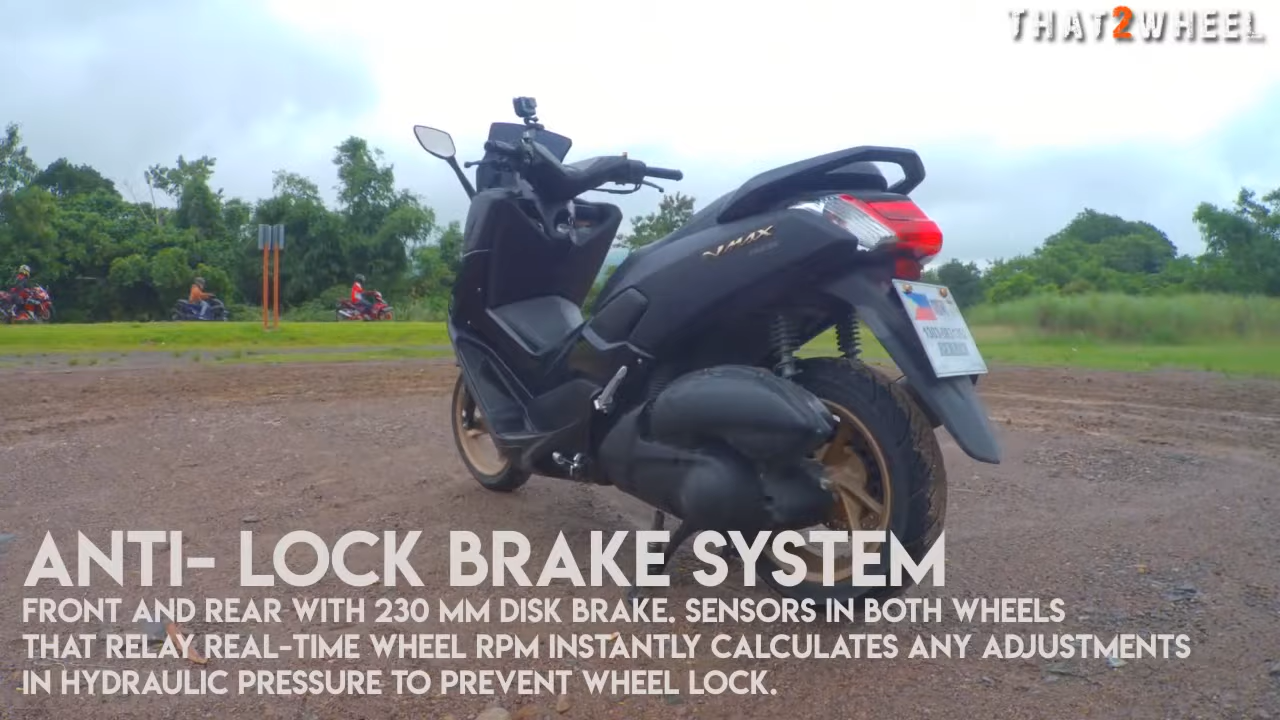 THAT2WHEEL
NMAX
ANTI- LOCK BRAKE SYSTEM
FRONT AND REAR WITH 230 MM DISK BRAKE. SENSORS IN BOTH WHEELS
THAT RELAY REAL-TIME WHEEL RPM INSTANTLY CALCULATES ANY ADJUSTMENTS
IN HYDRAULIC PRESSURE TO PREVENT WHEEL LOCK.